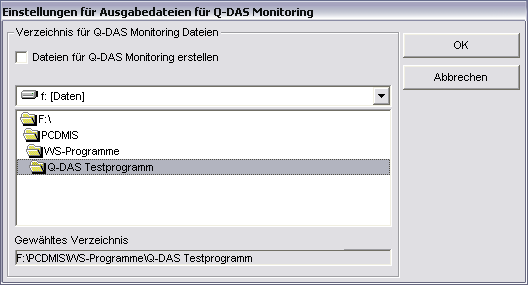 Einstellungen für Ausgabedateien für Q-DAS Monitoring
Verzeichnis für Q-DAS Monitoring Dateien
Dateien für Q-DAS Monitoring erstellen
OK
Abbrechen
f: [Daten]
F:\
PCDMIS
WS-Programme
Q-DAS Testprogramm
Gewähltes Verzeichnis
F:\PCDMIS\WS-Programme\Q-DAS Testprogramm